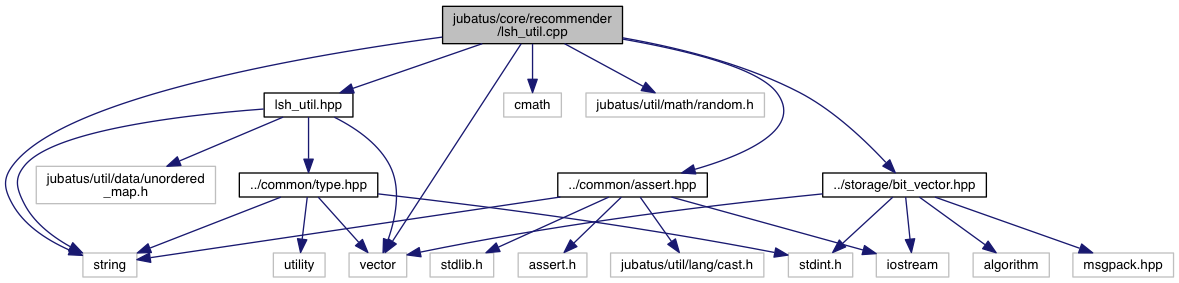 jubatus/core/recommender
/lsh_util.cpp
lsh_util.hpp
cmath
jubatus/util/math/random.h
jubatus/util/data/unordered
_map.h
../common/type.hpp
../common/assert.hpp
../storage/bit_vector.hpp
string
utility
vector
stdlib.h
assert.h
jubatus/util/lang/cast.h
stdint.h
iostream
algorithm
msgpack.hpp